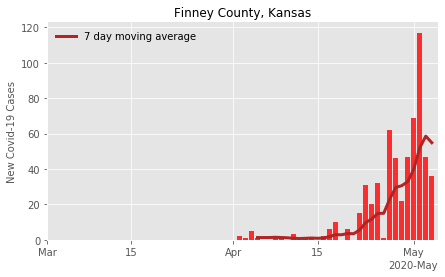 Finney County, Kansas
7 day moving average
New Covid-19 Cases
120
100
80
60
40
20
0
Mar
15
Apr
15
May
2020-May